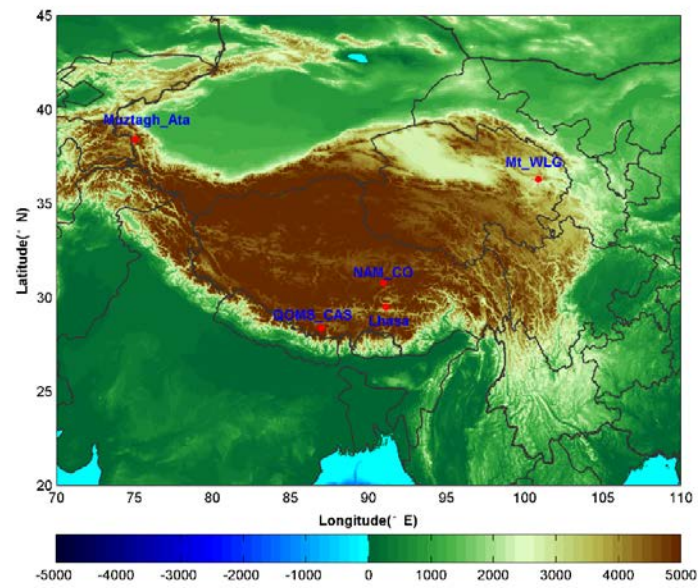 45
40
35
30
25
20
Latitude(° N)
Muztagh_Ata
Mt_WLG
NAM_CO
QOMS_CAS
Lhasa
70 75 80 85 90 95 100 105 110
Longitude(° E)
-5000 -4000 -3000 -2000 -1000 0 1000 2000 3000 4000 5000